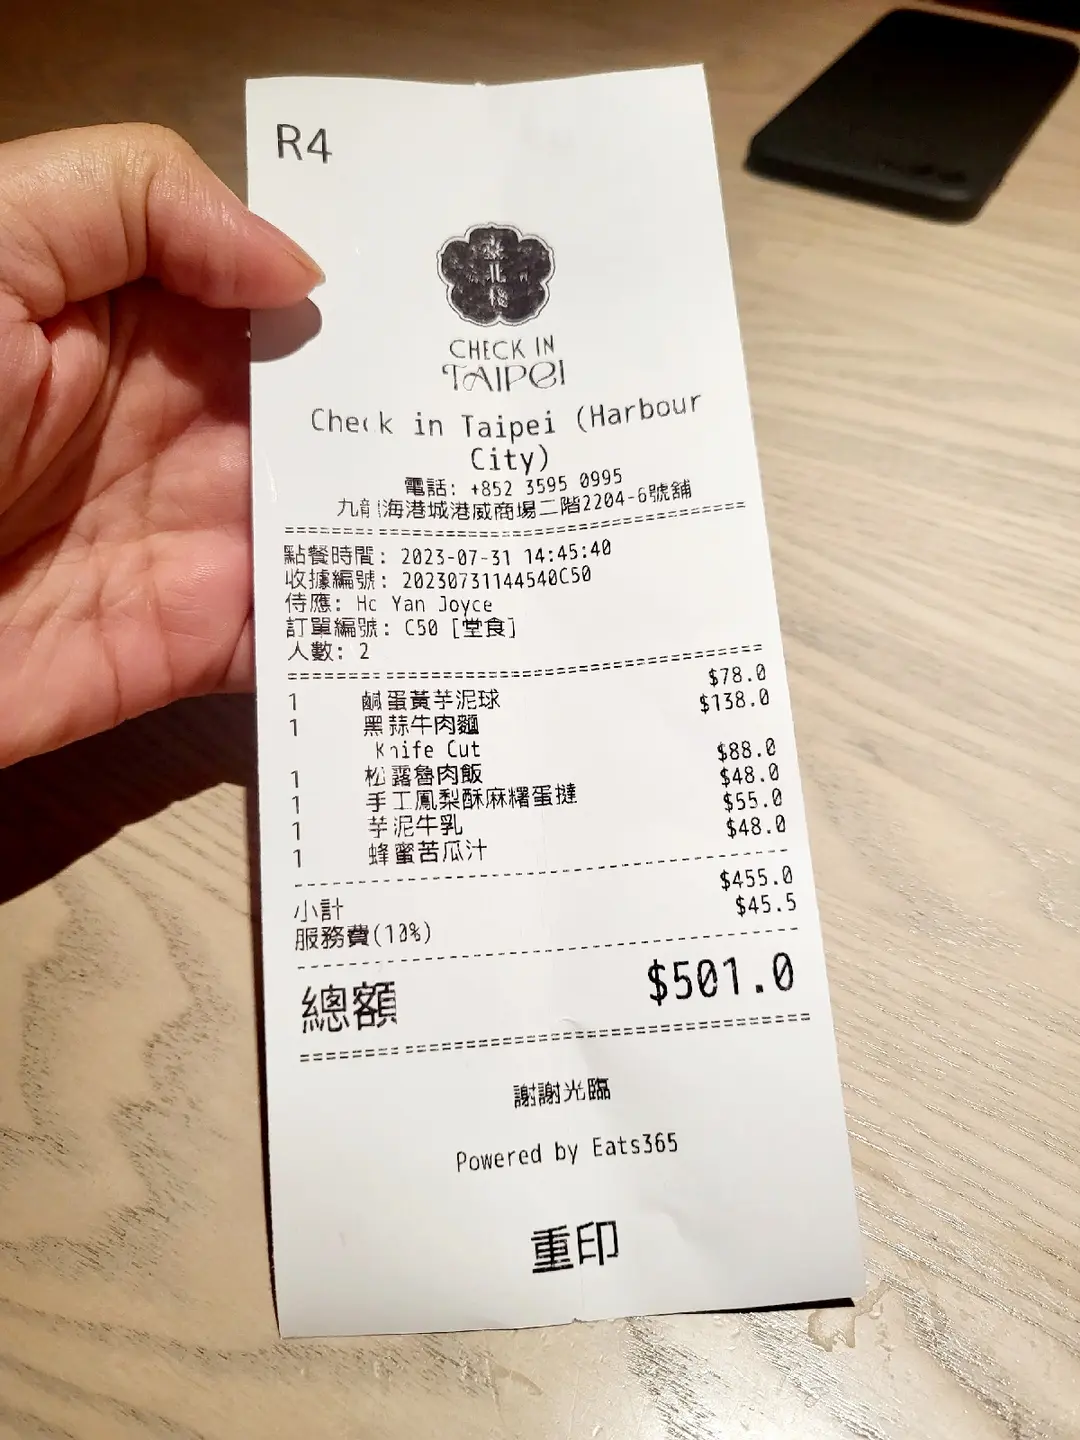 R4
臺北棧
CHECK IN
TAIPEI
Check in Taipei (Harbour
City)
電話: +852 3595 0995
九龍海港城港威商場二階2204-6號舖
點餐時間: 2023-07-31 14:45:40
收據編號: 20230731144540C50
侍應: Ho Yan Joyce
訂單編號: C50 [堂食]
人數: 2
1 鹹蛋黃芋泥球 $78.0
1 黑蒜牛肉麵 $138.0
Knife Cut
1 松露魯肉飯 $88.0
1 手工鳳梨酥麻糬蛋撻 $48.0
1 芋泥牛乳 $55.0
1 蜂蜜苦瓜汁 $48.0
小計 $455.0
服務費(10%) $45.5
總額 $501.0
謝謝光臨
Powered by Eats365
重印